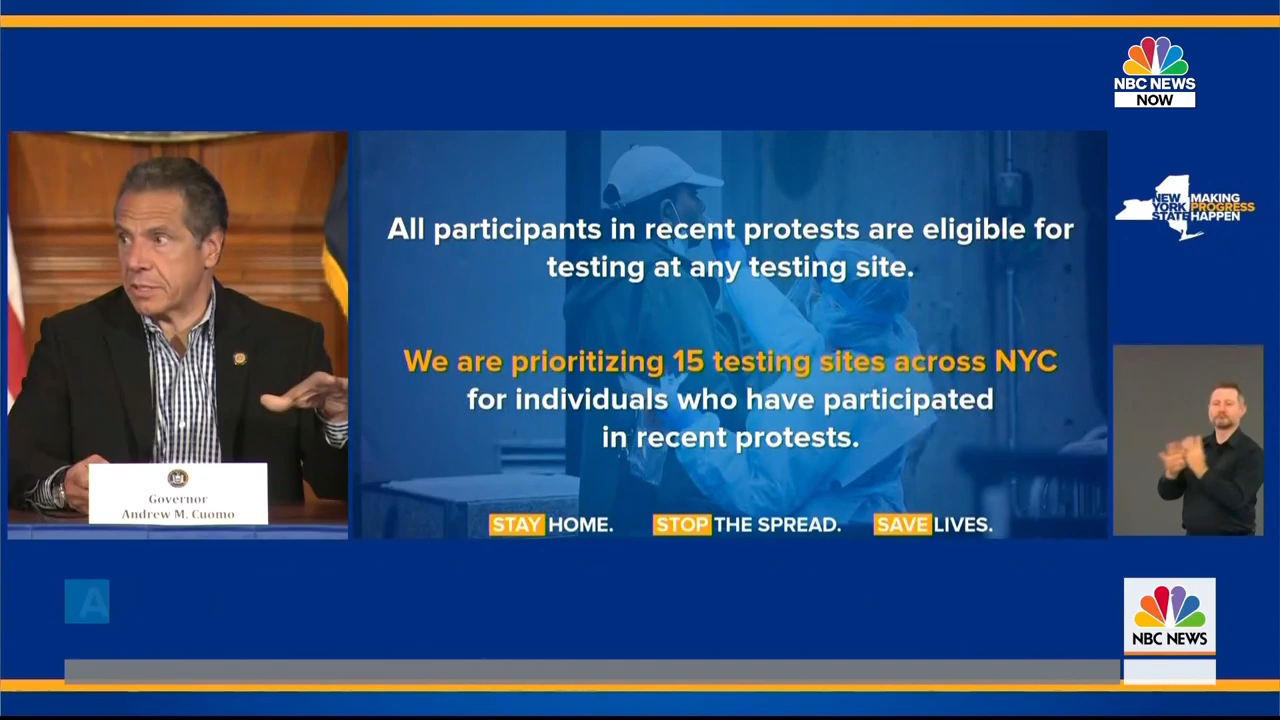 NBC NEWS
NOW
NEW
YORK
STATE
MAKING
PROGRESS
HAPPEN
All participants in recent protests are eligible for
testing at any testing site.
We are prioritizing 15 testing sites across NYC
for individuals who have participated
in recent protests.
STAY HOME. STOP THE SPREAD. SAVE LIVES.
Governor
Andrew M. Cuomo
A
NBC NEWS